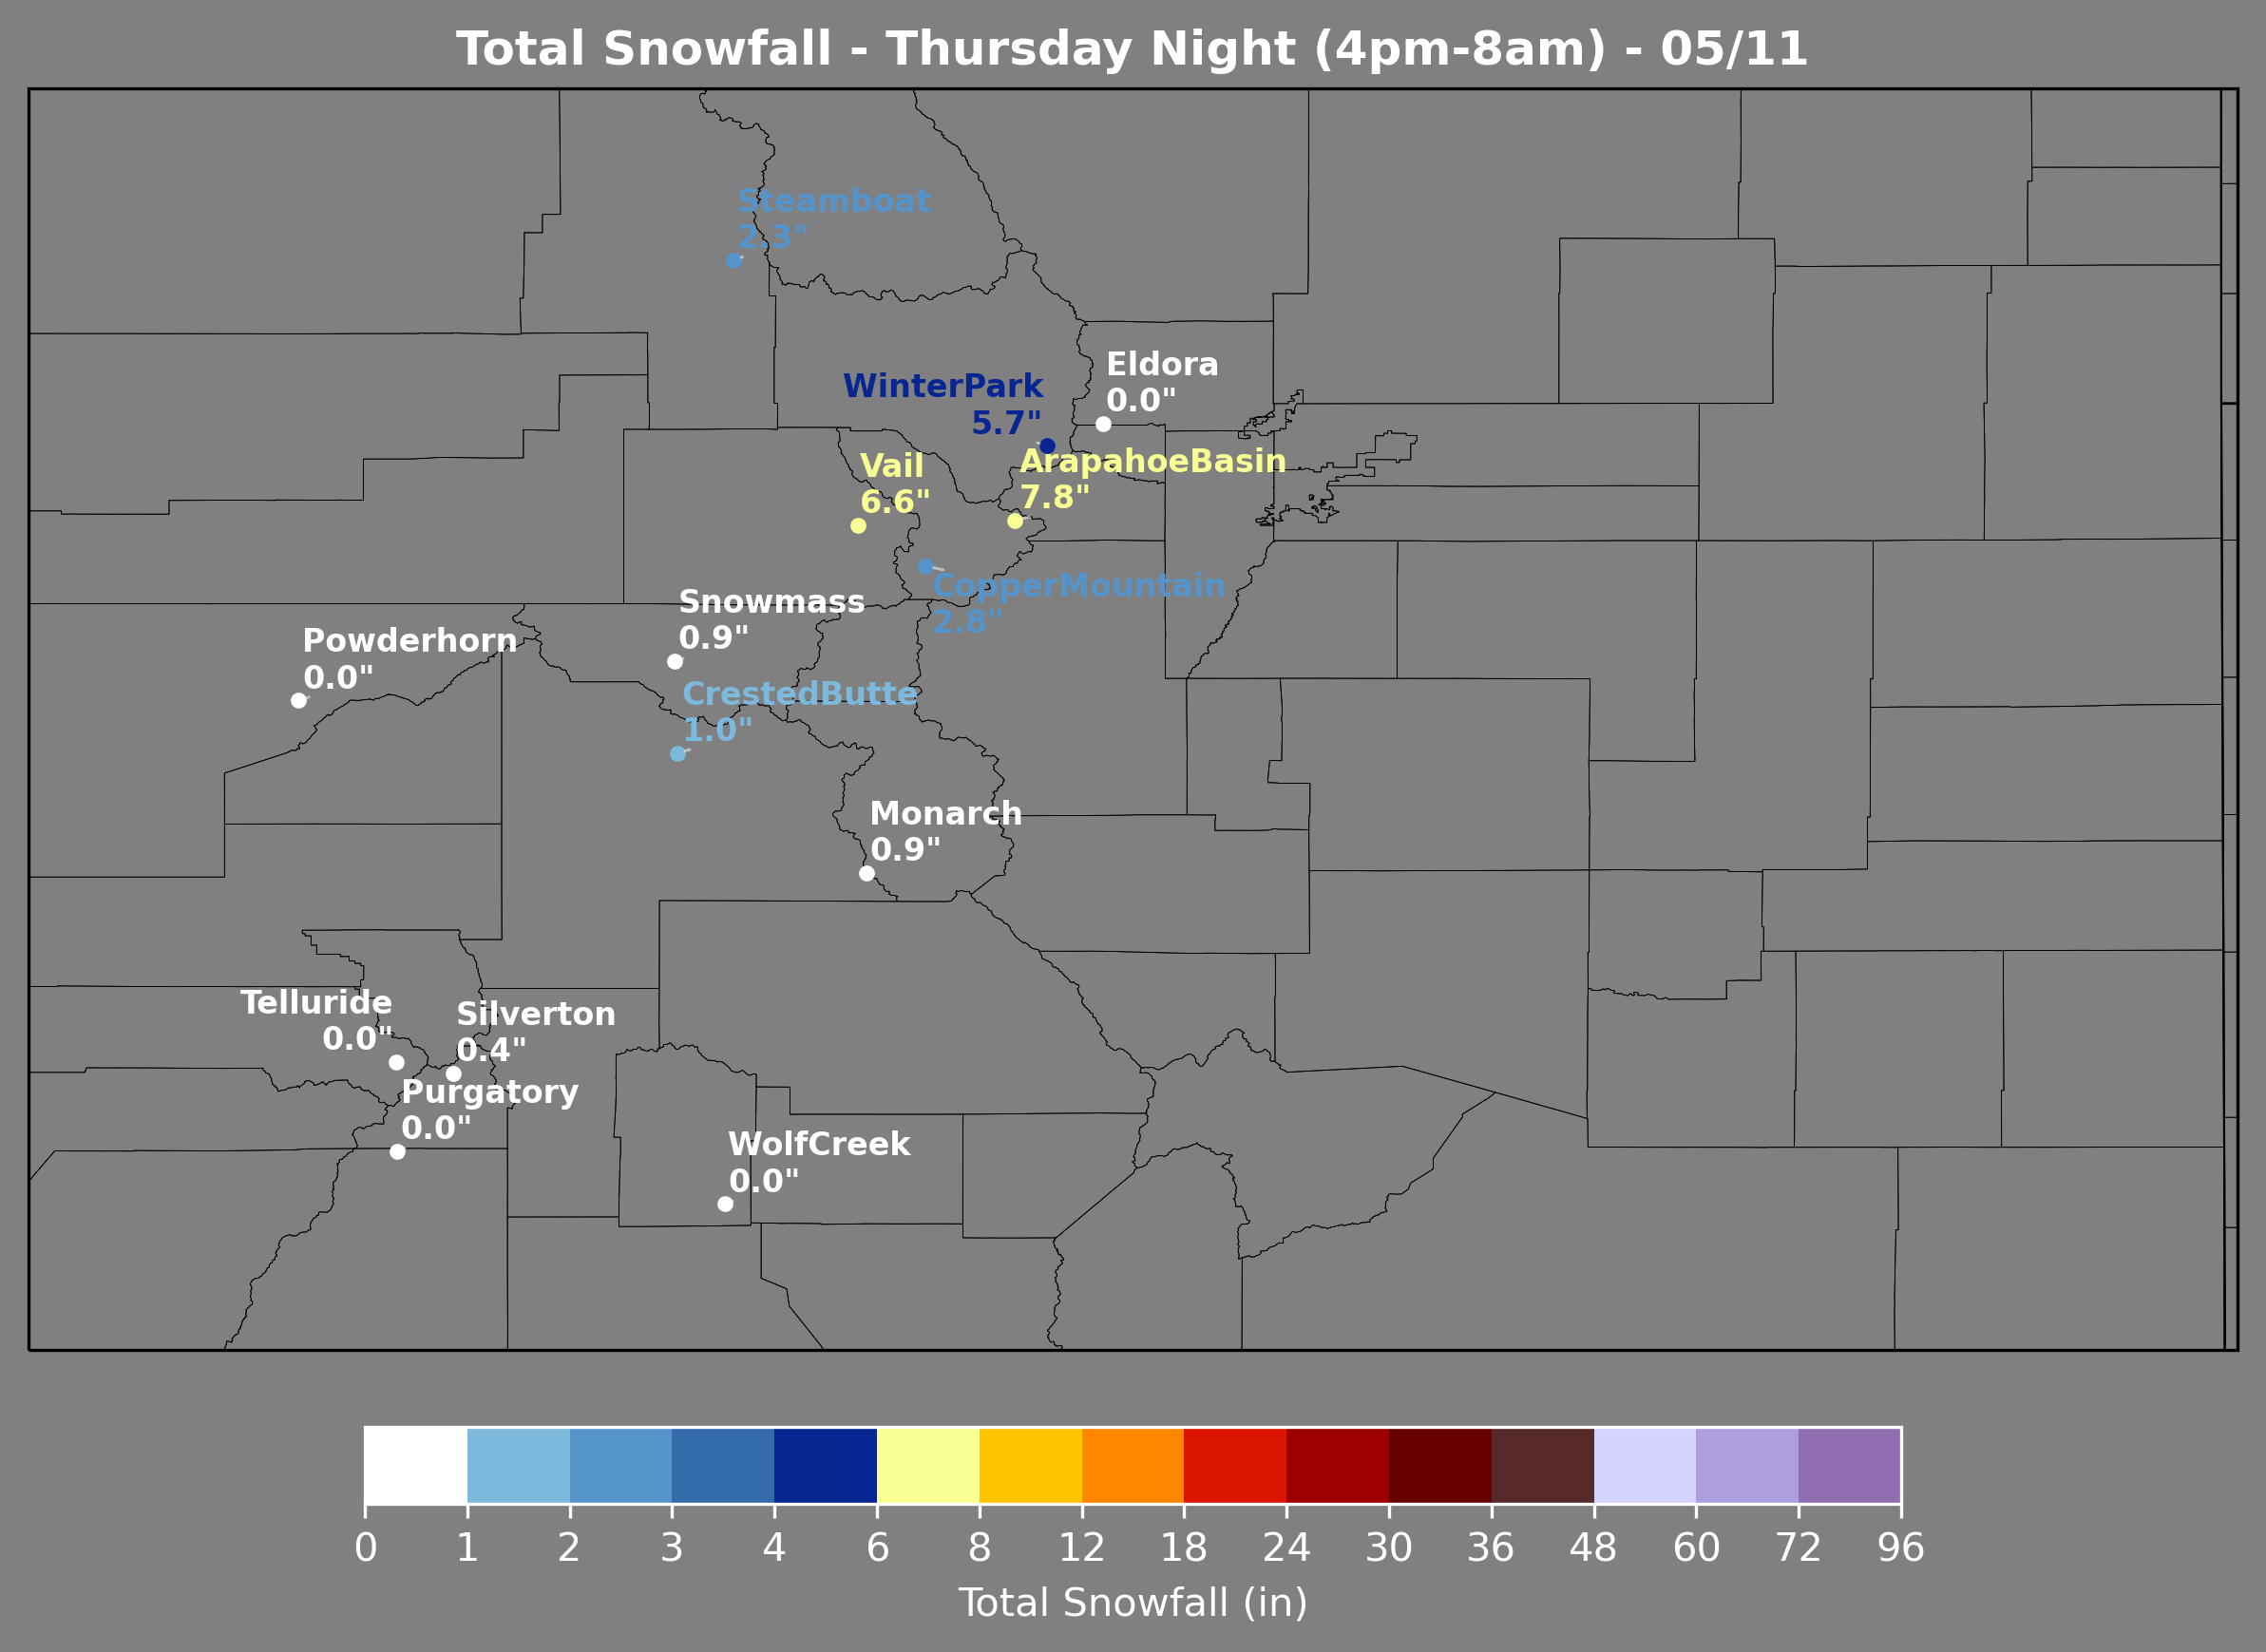 Total Snowfall - Thursday Night (4pm-8am) - 05/11
Steamboat
2.3"
Eldora
0.0"
WinterPark
5.7"
Vail
6.6"
ArapahoeBasin
7.8"
CopperMountain
2.8"
Snowmass
0.9"
Powderhorn
0.0"
CrestedButte
1.0"
Monarch
0.9"
Telluride
0.0"
Silverton
0.4"
Purgatory
0.0"
WolfCreek
0.0"
0 1 2 3 4 6 8 12 18 24 30 36 48 60 72 96
Total Snowfall (in)